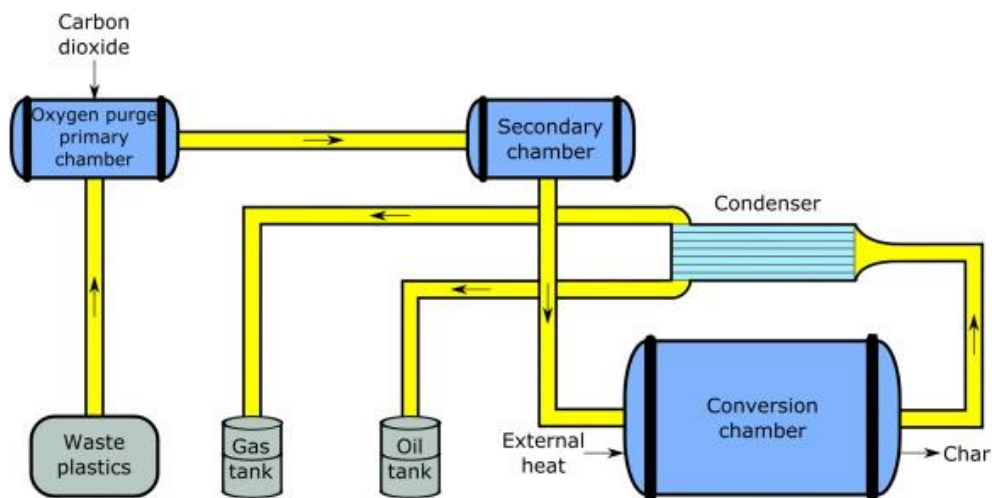 Carbon
dioxide
Oxygen purge
primary
chamber
Secondary
chamber
Condenser
Conversion
chamber
External
heat
Char
Waste
plastics
Gas
tank
Oil
tank